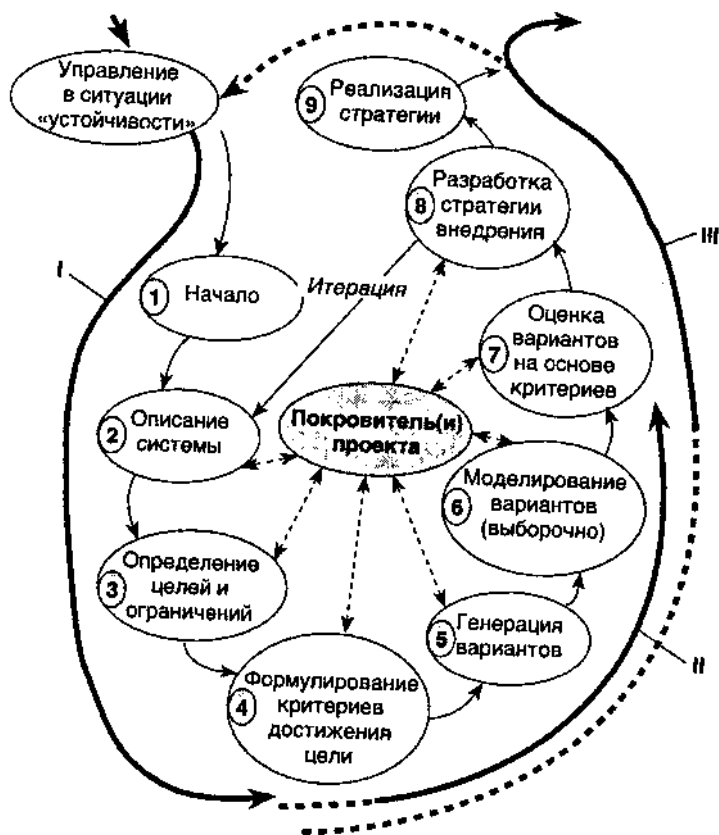 Управление
в ситуации
«устойчивости»
9
Реализация
стратегии
8
Разработка
стратегии
внедрения
III
I
1
Начало
Итерация
7
Оценка
вариантов
на основе
критериев
2
Описание
системы
Покровитель(и)
проекта
6
Моделирование
вариантов
(выборочно)
3
Определение
целей и
ограничений
5
Генерация
вариантов
II
4
Формулирование
критериев
достижения
цели